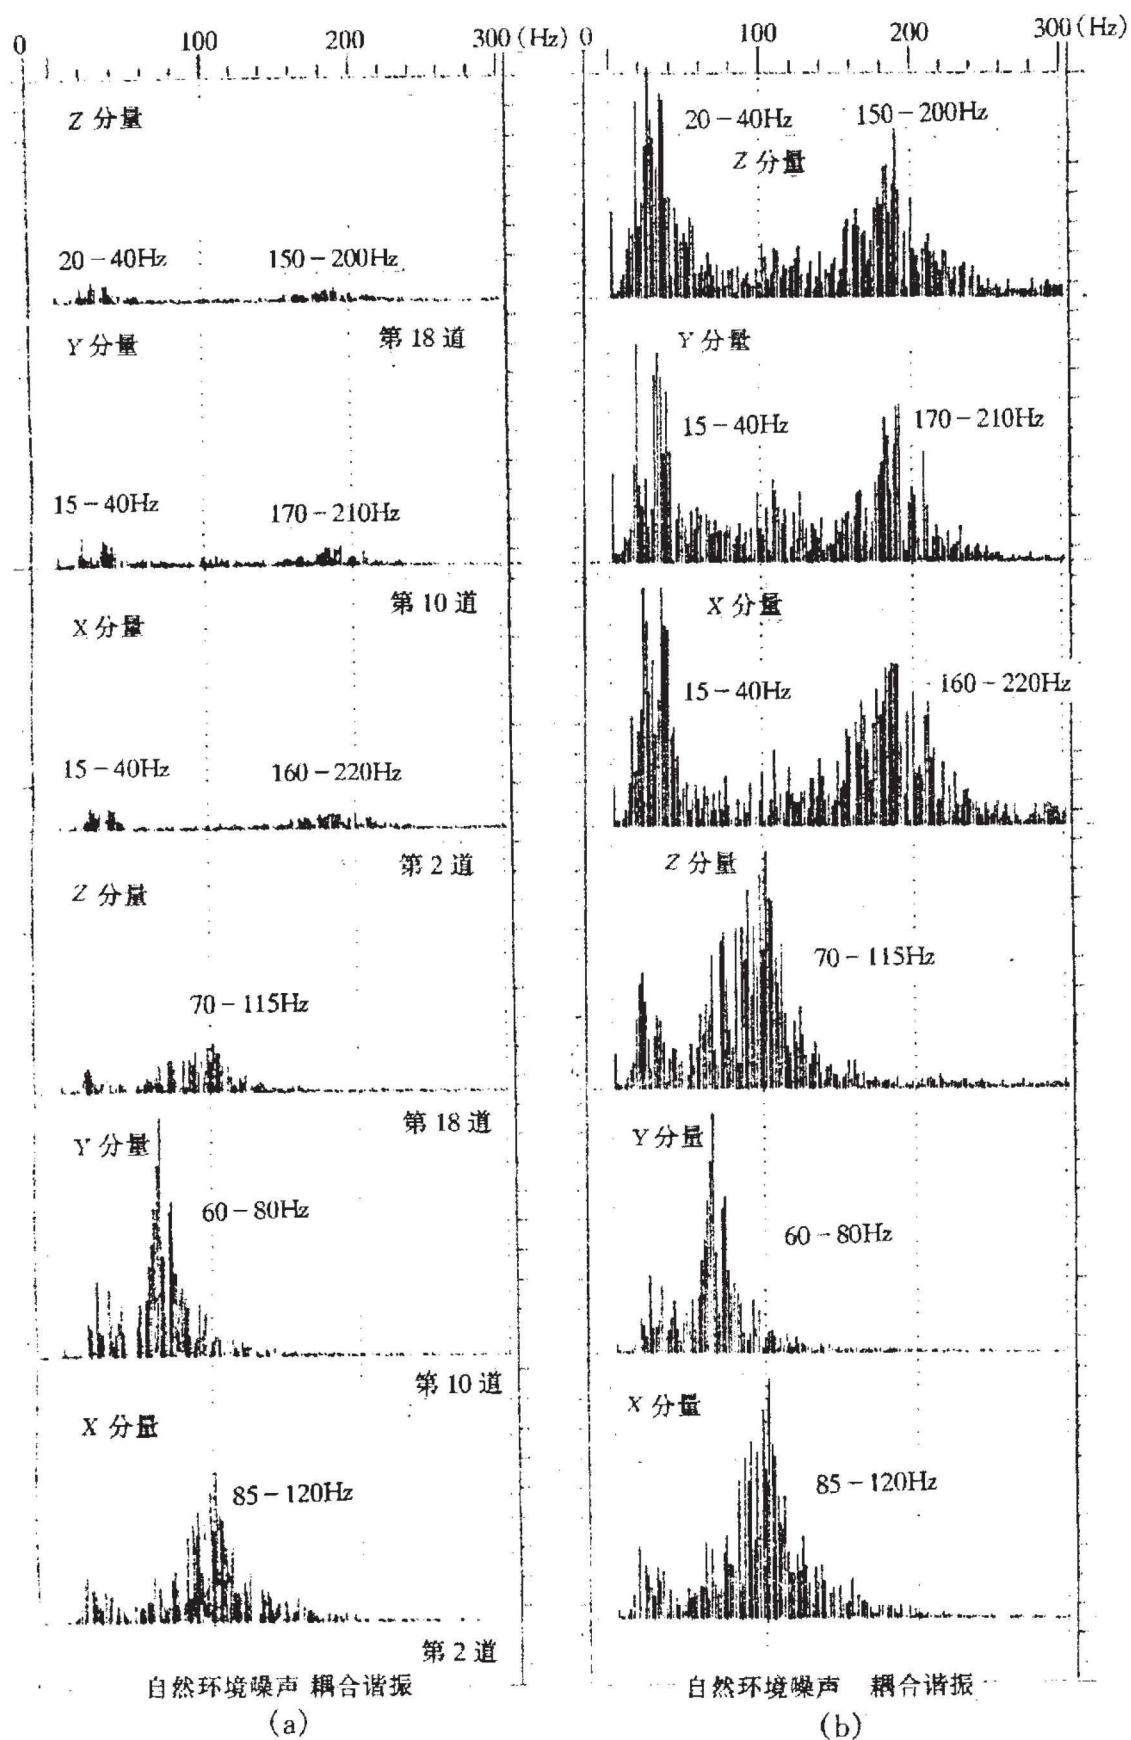 0 100 200 300(Hz)
Z 分量
20-40Hz 150-200Hz
第 18 道
Y 分量
15-40Hz 170-210Hz
第 10 道
X 分量
15-40Hz 160-220Hz
第 2 道
Z 分量
70-115Hz
第 18 道
Y 分量
60-80Hz
第 10 道
X 分量
85-120Hz
第 2 道
自然环境噪声 耦合谐振
(a)
0 100 200 300(Hz)
20-40Hz 150-200Hz
Z 分量
Y 分量
15-40Hz 170-210Hz
X 分量
15-40Hz 160-220Hz
Z 分量
70-115Hz
Y 分量
60-80Hz
X 分量
85-120Hz
自然环境噪声 耦合谐振
(b)